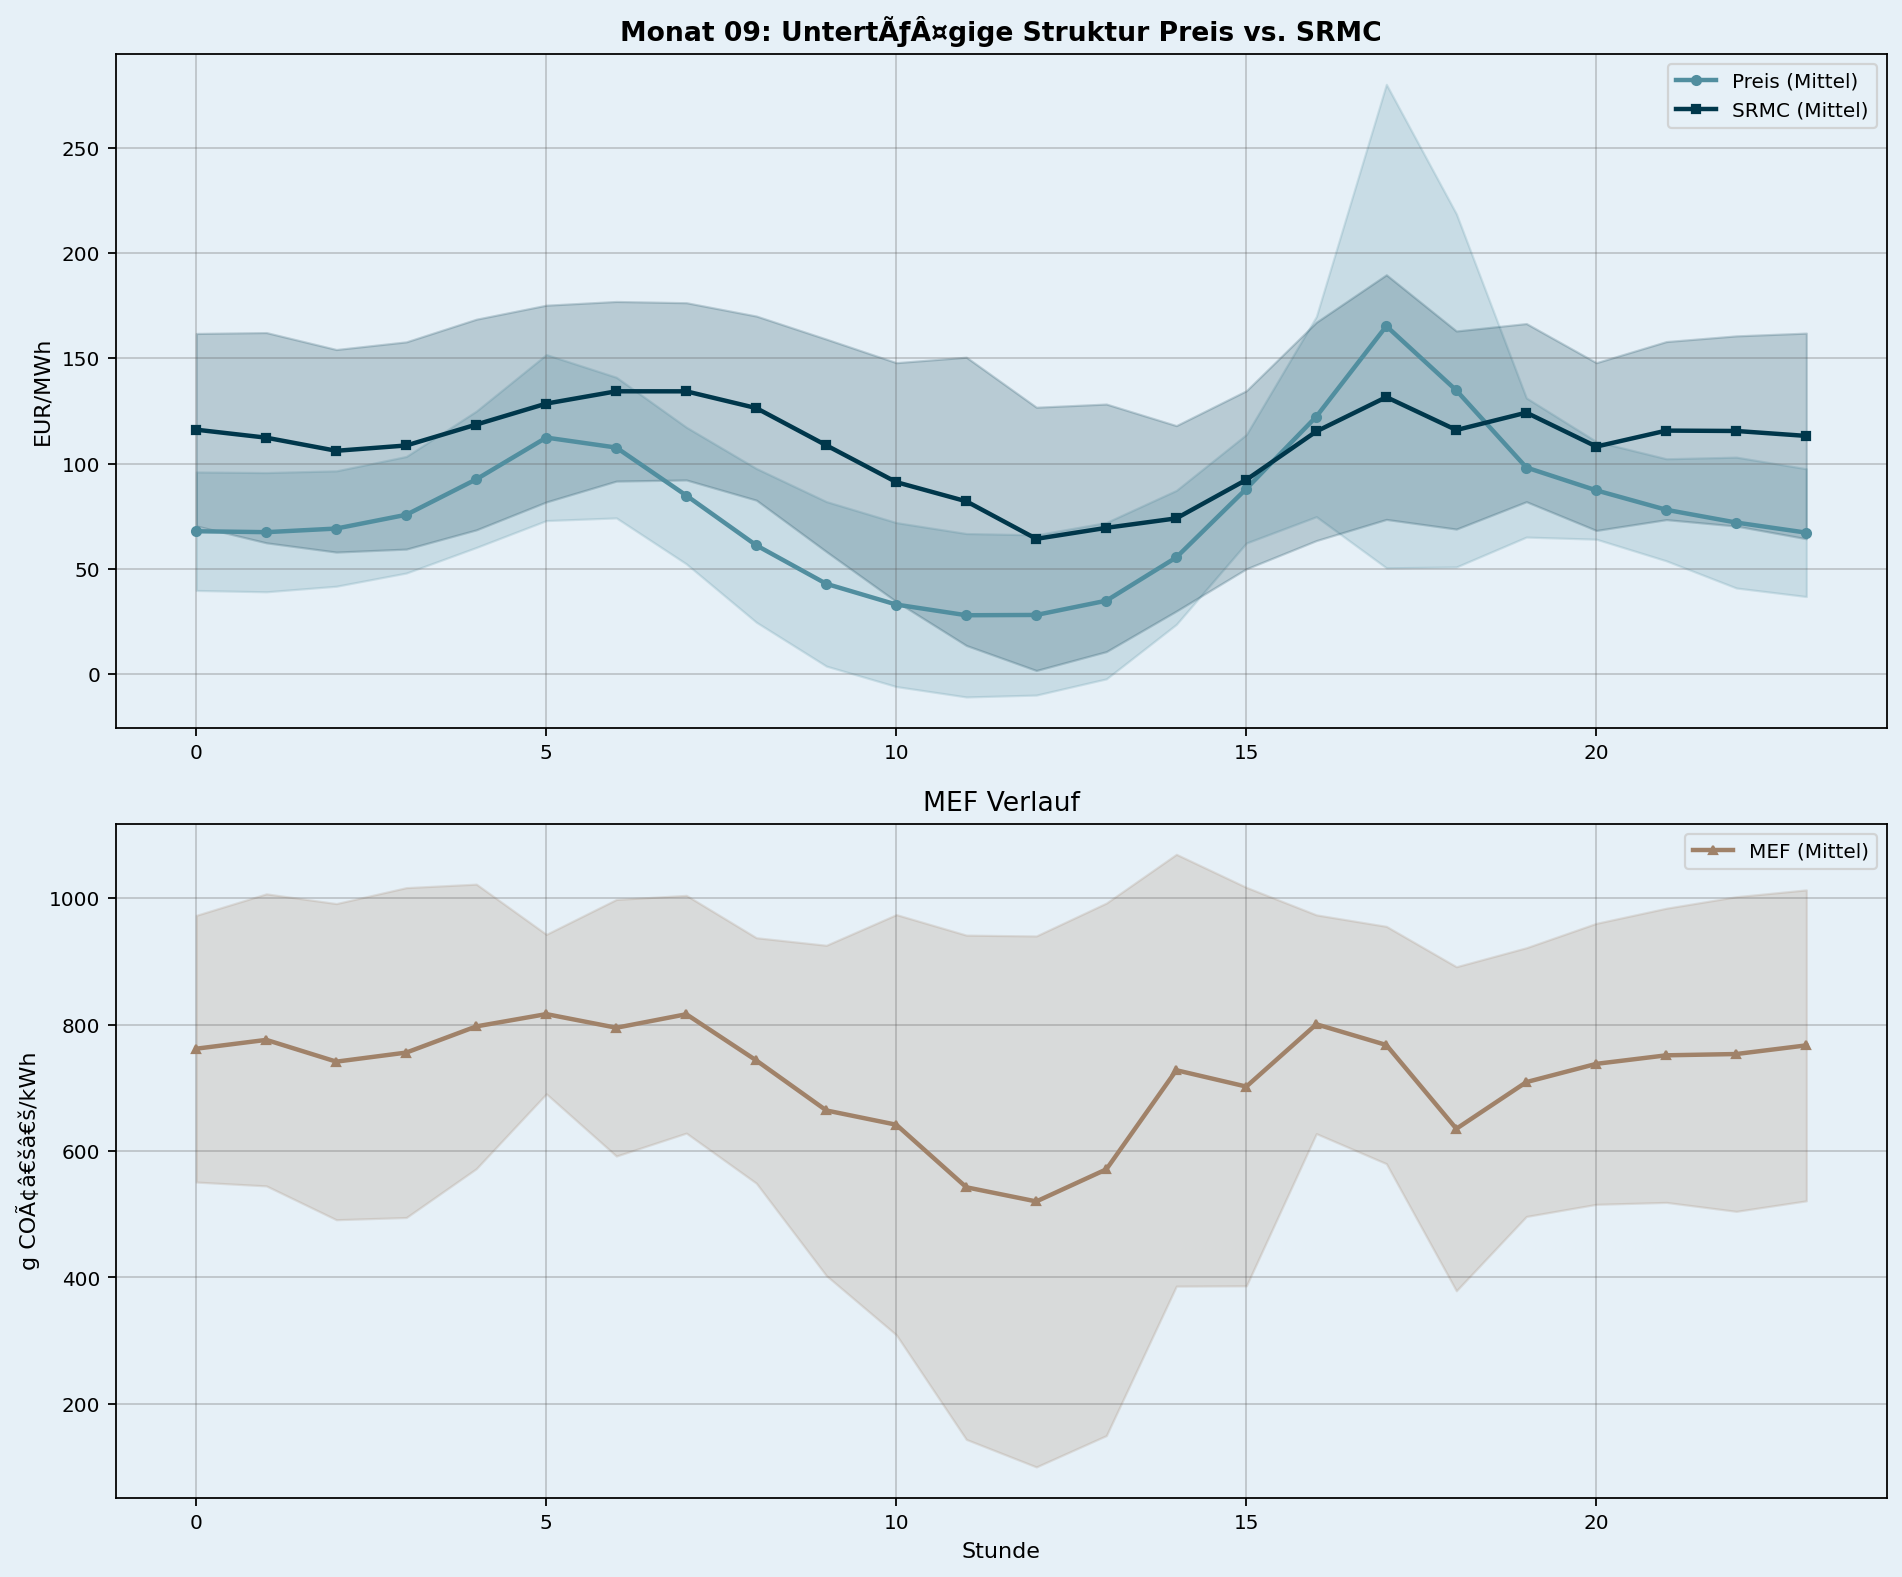 Monat 09: UntertÃƒÂ¤gige Struktur Preis vs. SRMC
Preis (Mittel)
SRMC (Mittel)
EUR/MWh
250
200
150
100
50
0
0 5 10 15 20
MEF Verlauf
MEF (Mittel)
g COÃ¢â€šâ€š/kWh
1000
800
600
400
200
0 5 10 15 20
Stunde